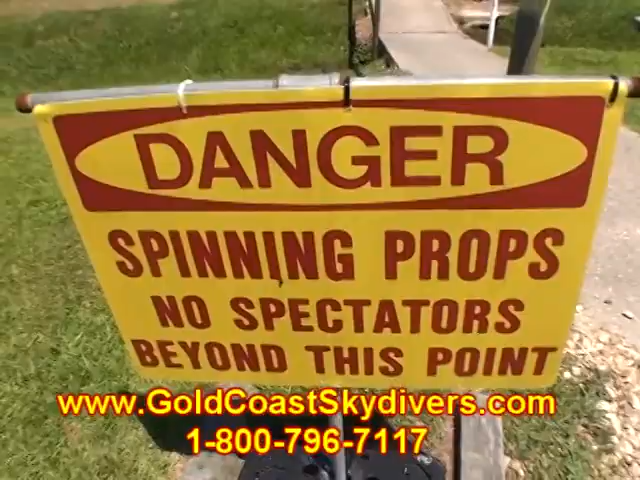 DANGER
SPINNING PROPS
NO SPECTATORS
BEYOND THIS POINT
www.GoldCoastSkydivers.com
1-800-796-7117